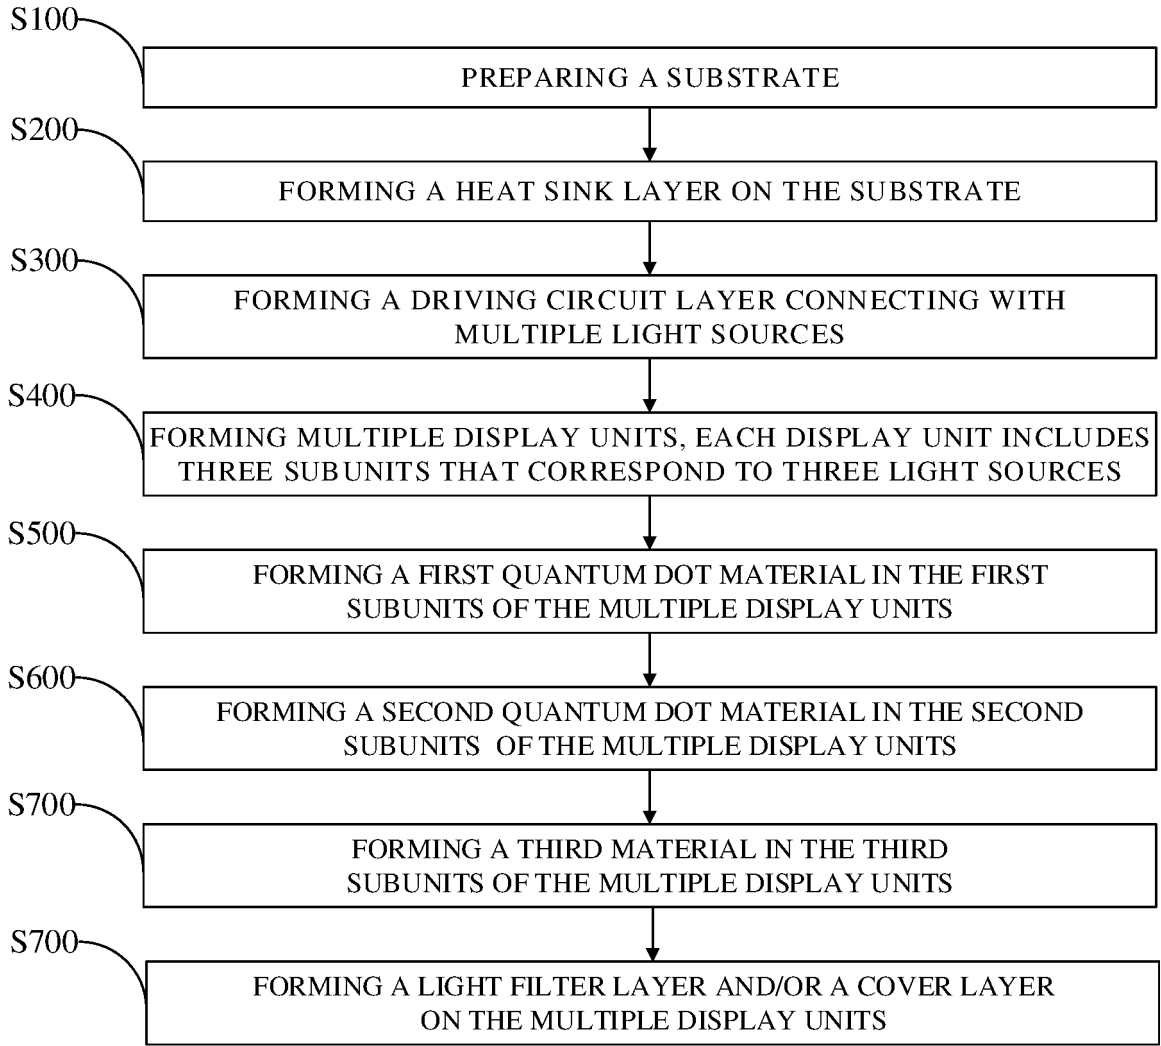 S100
PREPARING A SUBSTRATE
S200
FORMING A HEAT SINK LAYER ON THE SUBSTRATE
S300
FORMING A DRIVING CIRCUIT LAYER CONNECTING WITH
MULTIPLE LIGHT SOURCES
S400
FORMING MULTIPLE DISPLAY UNITS, EACH DISPLAY UNIT INCLUDES
THREE SUBUNITS THAT CORRESPOND TO THREE LIGHT SOURCES
S500
FORMING A FIRST QUANTUM DOT MATERIAL IN THE FIRST
SUBUNITS OF THE MULTIPLE DISPLAY UNITS
S600
FORMING A SECOND QUANTUM DOT MATERIAL IN THE SECOND
SUBUNITS OF THE MULTIPLE DISPLAY UNITS
S700
FORMING A THIRD MATERIAL IN THE THIRD
SUBUNITS OF THE MULTIPLE DISPLAY UNITS
S700
FORMING A LIGHT FILTER LAYER AND/OR A COVER LAYER
ON THE MULTIPLE DISPLAY UNITS